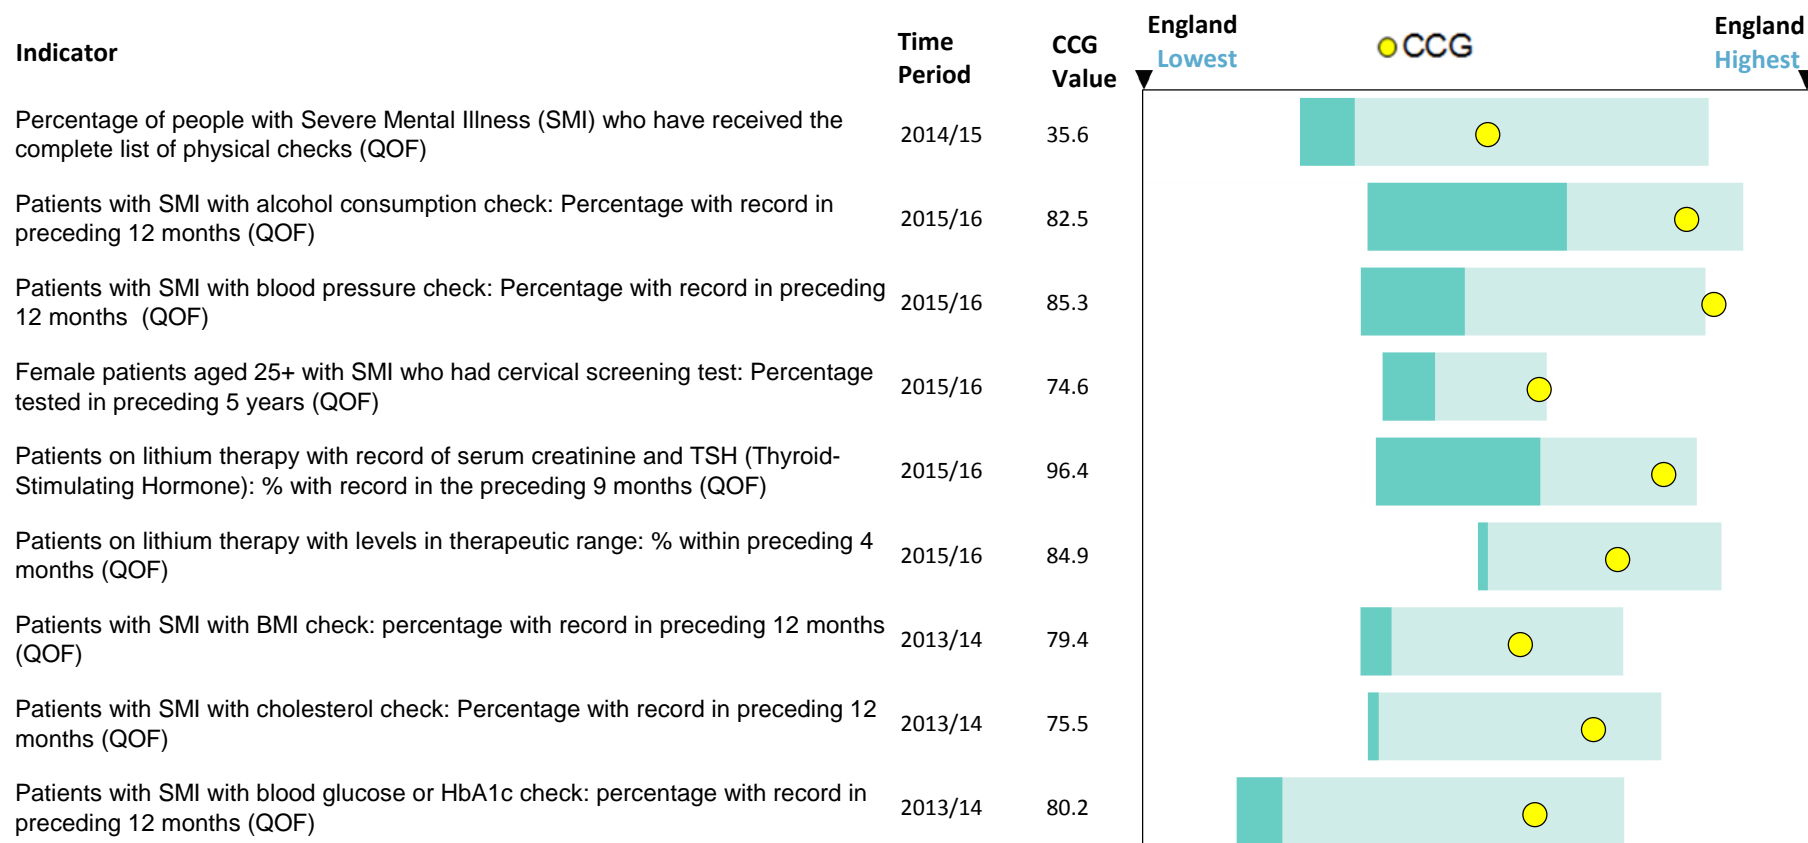 Indicator
Time
Period
CCG
Value
England
Lowest
CCG
England
Highest
Percentage of people with Severe Mental Illness (SMI) who have received the
complete list of physical checks (QOF)
2014/15
35.6
Patients with SMI with alcohol consumption check: Percentage with record in
preceding 12 months (QOF)
2015/16
82.5
Patients with SMI with blood pressure check: Percentage with record in preceding
12 months  (QOF)
2015/16
85.3
Female patients aged 25+ with SMI who had cervical screening test: Percentage
tested in preceding 5 years (QOF)
2015/16
74.6
Patients on lithium therapy with record of serum creatinine and TSH (Thyroid-
Stimulating Hormone): % with record in the preceding 9 months (QOF)
2015/16
96.4
Patients on lithium therapy with levels in therapeutic range: % within preceding 4
months (QOF)
2015/16
84.9
Patients with SMI with BMI check: percentage with record in preceding 12 months
(QOF)
2013/14
79.4
Patients with SMI with cholesterol check: Percentage with record in preceding 12
months (QOF)
2013/14
75.5
Patients with SMI with blood glucose or HbA1c check: percentage with record in
preceding 12 months (QOF)
2013/14
80.2